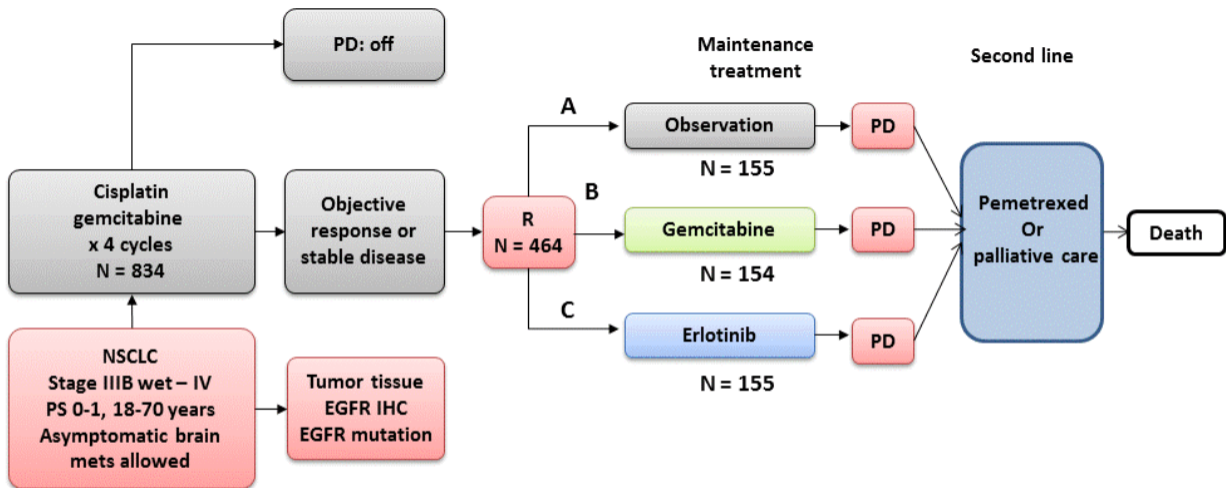 PD: off
Maintenance
treatment
Second line
A
Observation
PD
N = 155
Cisplatin
gemcitabine
x 4 cycles
N = 834
Objective
response or
stable disease
R
N = 464
B
Gemcitabine
PD
N = 154
Pemetrexed
Or
palliative care
Death
C
Erlotinib
PD
N = 155
NSCLC
Stage IIIB wet – IV
PS 0-1, 18-70 years
Asymptomatic brain
mets allowed
Tumor tissue
EGFR IHC
EGFR mutation